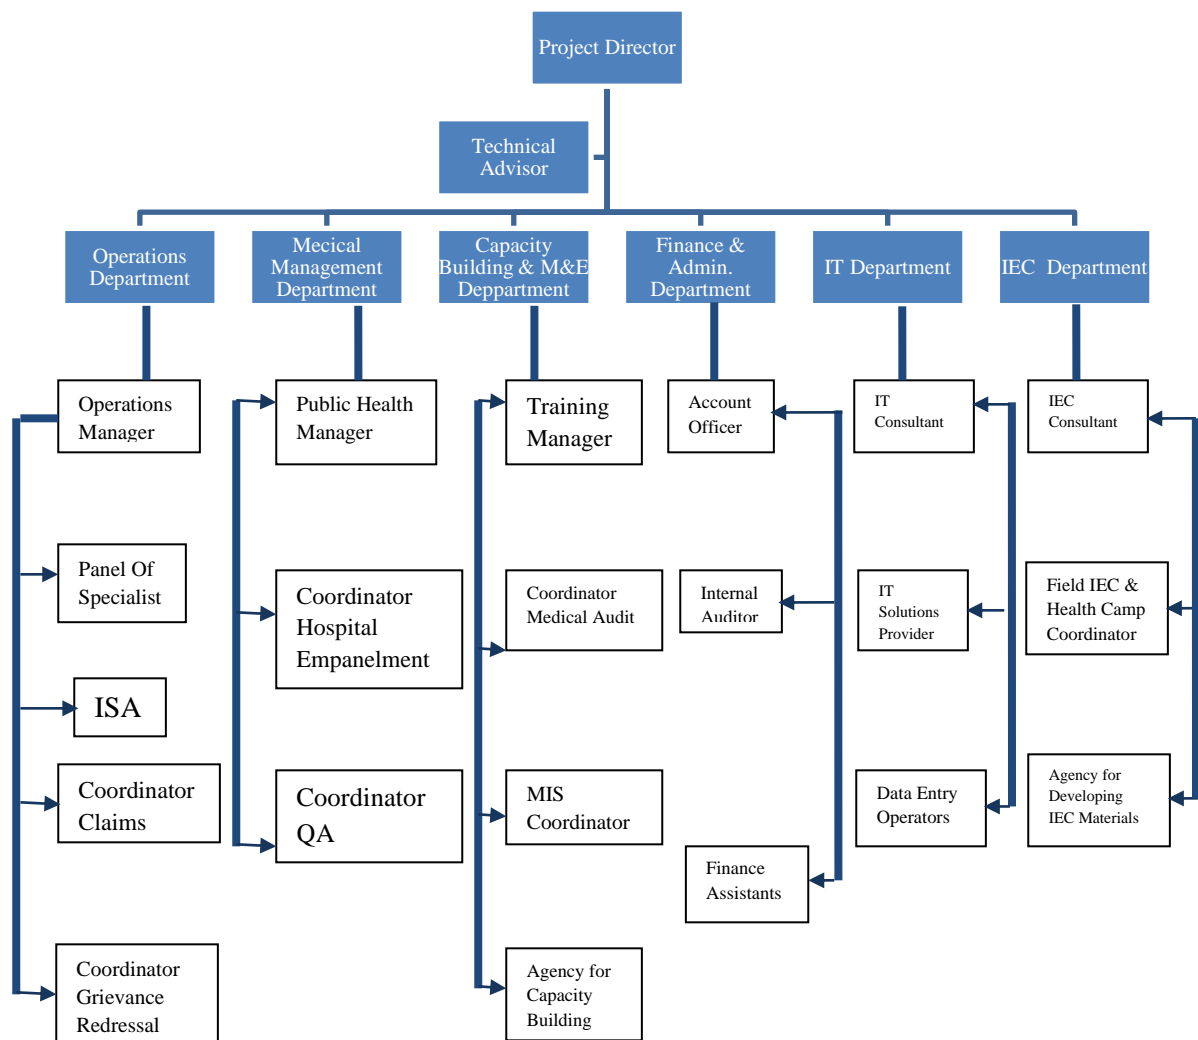 Project Director
Technical
Advisor
Operations
Department
Mecical
Management
Department
Capacity
Building & M&E
Deppartment
Finance &
Admin.
Department
IT Department
IEC Department
Operations
Manager
Public Health
Manager
Training
Manager
Account
Officer
IT
Consultant
IEC
Consultant
Panel Of
Specialist
Coordinator
Hospital
Empanelment
Coordinator
Medical Audit
Internal
Auditor
IT
Solutions
Provider
Field IEC &
Health Camp
Coordinator
ISA
Coordinator
Claims
Coordinator
QA
MIS
Coordinator
Finance
Assistants
Data Entry
Operators
Agency for
Developing
IEC Materials
Coordinator
Grievance
Redressal
Agency for
Capacity
Building